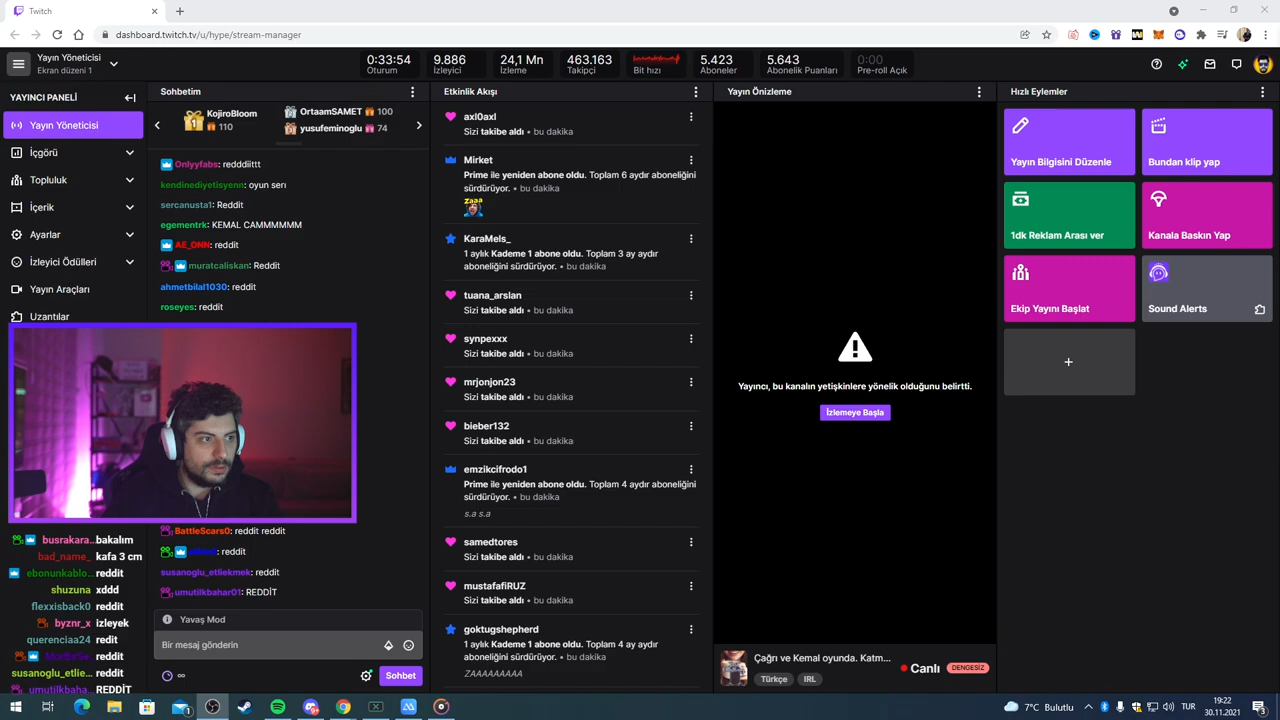 Twitch
dashboard.twitch.tv/u/hype/stream-manager
Yayın Yöneticisi
Ekran düzeni 1
0:33:54
Oturum
9.886
İzleyici
24,1 Mn
İzleme
463.163
Takipçi
Bit hızı
5.423
Aboneler
5.643
Abonelik Puanları
0:00
Pre-roll Açık
YAYINCI PANELİ
Yayın Yöneticisi
İçgörü
Topluluk
İçerik
Ayarlar
İzleyici Ödülleri
Yayın Araçları
Uzantılar
busrakara... bakalım
bad_name_ kafa 3 cm
ebonunkablo... reddit
shuzuna xddd
flexxisback0 reddit
byznr_x izleyek
querenciaa24 redit
reddit
susanoglu_etlie... reddit
umutilkbaha... REDDİT
Sohbetim
1
KojiroBloom
110
OrtaamSAMET 100
yusufeminoglu 74
Onlyyfabs: redddiittt
kendinediyetisyenn: oyun serı
sercanusta1: Reddit
egementrk: KEMAL CAMMMMMM
AE_ONN: reddit
muratcaliskan: Reddit
ahmetbilal1030: reddit
roseyes: reddit
BattleScars0: reddit reddit
reddit
susanoglu_etliekmek: reddit
umutilkbahar01: REDDİT
Yavaş Mod
Bir mesaj gönderin
∞
Sohbet
Etkinlik Akışı
axl0axl
Sizi takibe aldı • bu dakika
Mirket
Prime ile yeniden abone oldu. Toplam 6 aydır aboneliğini
sürdürüyor. • bu dakika
Zaaa
KaraMels_
1 aylık Kademe 1 abone oldu. Toplam 3 ay aydır
aboneliğini sürdürüyor. • bu dakika
tuana_arslan
Sizi takibe aldı • bu dakika
synpexxx
Sizi takibe aldı • bu dakika
mrjonjon23
Sizi takibe aldı • bu dakika
bieber132
Sizi takibe aldı • bu dakika
emzikcifrodo1
Prime ile yeniden abone oldu. Toplam 4 aydır aboneliğini
sürdürüyor. • bu dakika
s.a s.a
samedtores
Sizi takibe aldı • bu dakika
mustafafiRUZ
Sizi takibe aldı • bu dakika
goktugshepherd
1 aylık Kademe 1 abone oldu. Toplam 4 ay aydır
aboneliğini sürdürüyor. • bu dakika
ZAAAAAAAAA
Yayın Önizleme
Yayıncı, bu kanalın yetişkinlere yönelik olduğunu belirtti.
İzlemeye Başla
Çağrı ve Kemal oyunda. Katm...
Türkçe IRL
Canlı
DENGESİZ
Hızlı Eylemler
Yayın Bilgisini Düzenle
Bundan klip yap
1dk Reklam Arası ver
Kanala Baskın Yap
Ekip Yayını Başlat
Sound Alerts
7°C Bulutlu
TUR
19:22
30.11.2021